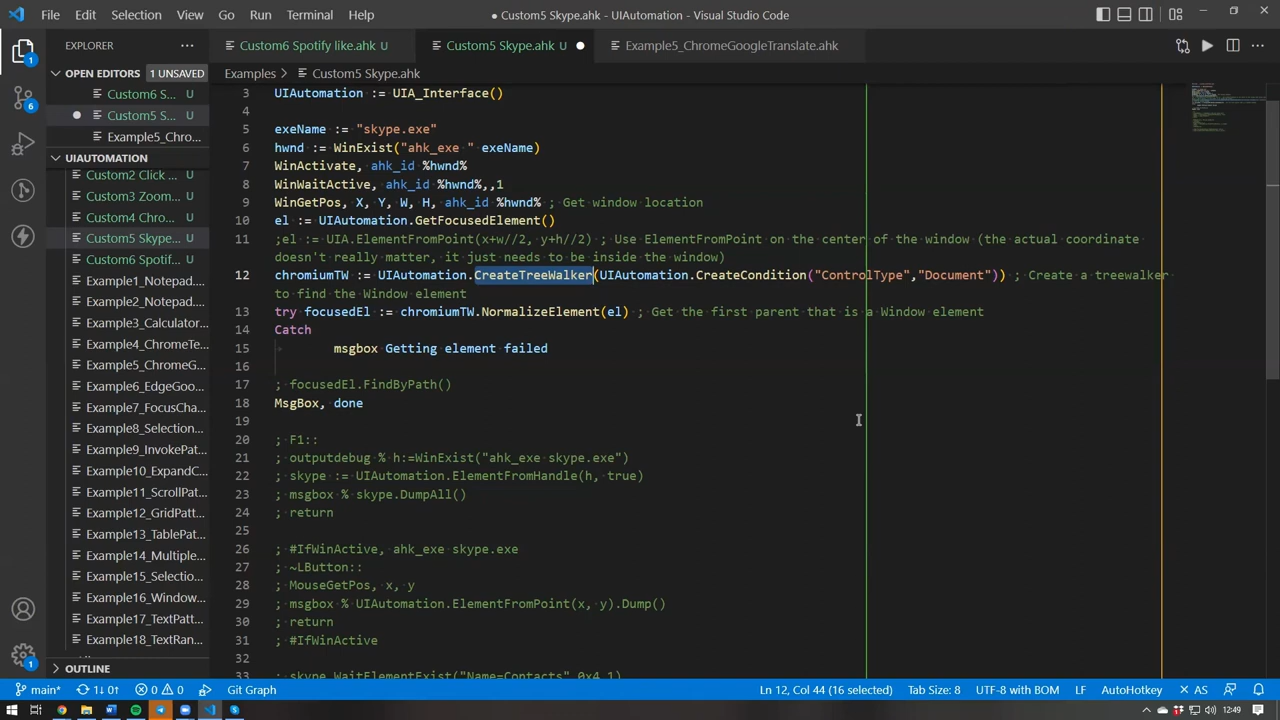 File Edit Selection View Go Run Terminal Help
● Custom5 Skype.ahk - UIAutomation - Visual Studio Code
EXPLORER
Custom6 Spotify like.ahk U
Custom5 Skype.ahk U
Example5_ChromeGoogleTranslate.ahk
OPEN EDITORS 1 UNSAVED
Custom6 S... U
Custom5 S... U
Example5_Chro...
UIAUTOMATION
Custom2 Click ... U
Custom3 Zoom... U
Custom4 Chro... U
Custom5 Skype... U
Custom6 Spotif... U
Example1_Notepad...
Example2_Notepad...
Example3_Calculator...
Example4_ChromeTe...
Example5_ChromeG...
Example6_EdgeGoo...
Example7_FocusCha...
Example8_Selection...
Example9_InvokePat...
Example10_ExpandC...
Example11_ScrollPat...
Example12_GridPatt...
Example13_TablePat...
Example14_Multiple...
Example15_Selectio...
Example16_Window...
Example17_TextPatt...
Example18_TextRan...
OUTLINE
Examples > Custom5 Skype.ahk
3 UIAutomation := UIA_Interface()
4
5 exeName := "skype.exe"
6 hwnd := WinExist("ahk_exe " exeName)
7 WinActivate, ahk_id %hwnd%
8 WinWaitActive, ahk_id %hwnd%,,1
9 WinGetPos, X, Y, W, H, ahk_id %hwnd% ; Get window location
10 el := UIAutomation.GetFocusedElement()
11 ;el := UIA.ElementFromPoint(x+w//2, y+h//2) ; Use ElementFromPoint on the center of the window (the actual coordinate
doesn't really matter, it just needs to be inside the window)
12 chromiumTW := UIAutomation.CreateTreeWalker(UIAutomation.CreateCondition("ControlType","Document")) ; Create a treewalker
to find the Window element
13 try focusedEl := chromiumTW.NormalizeElement(el) ; Get the first parent that is a Window element
14 Catch
15 msgbox Getting element failed
16
17 ; focusedEl.FindByPath()
18 MsgBox, done
19
20 ; F1::
21 ; outputdebug % h:=WinExist("ahk_exe skype.exe")
22 ; skype := UIAutomation.ElementFromHandle(h, true)
23 ; msgbox % skype.DumpAll()
24 ; return
25
26 ; #IfWinActive, ahk_exe skype.exe
27 ; ~LButton::
28 ; MouseGetPos, x, y
29 ; msgbox % UIAutomation.ElementFromPoint(x, y).Dump()
30 ; return
31 ; #IfWinActive
32
33 ; skype.WaitElementExist("Name=Contacts",0x4,1)
main* 1↓ 0↑ 0 0 Git Graph
Ln 12, Col 44 (16 selected) Tab Size: 8 UTF-8 with BOM LF AutoHotkey AS
12:49